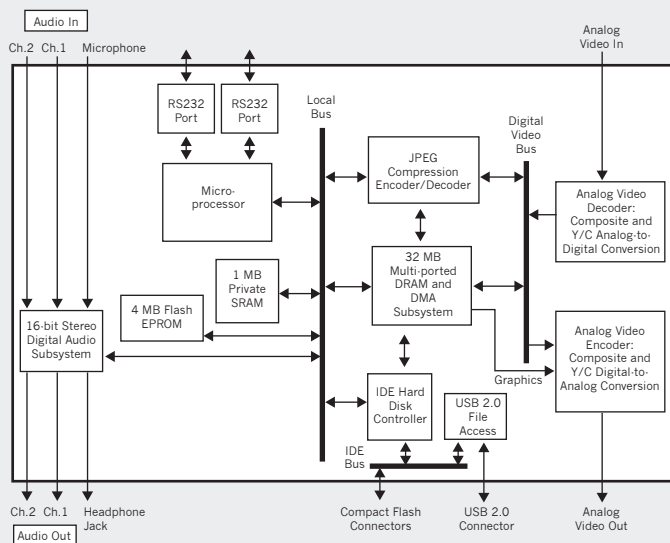 Audio In
Ch.2 Ch.1 Microphone
Analog
Video In
RS232
Port
RS232
Port
Local
Bus
Digital
Video
Bus
JPEG
Compression
Encoder/Decoder
Micro-
processor
Analog Video
Decoder:
Composite and
Y/C Analog-to-
Digital Conversion
32 MB
Multi-ported
DRAM and
DMA
Subsystem
1 MB
Private
SRAM
4 MB Flash
EPROM
16-bit Stereo
Digital Audio
Subsystem
Analog Video
Encoder:
Composite and
Y/C Digital-to-
Analog Conversion
Graphics
IDE Hard
Disk
Controller
USB 2.0
File
Access
IDE
Bus
Ch.2 Ch.1 Headphone
Jack
Audio Out
Compact Flash
Connectors
USB 2.0
Connector
Analog
Video Out